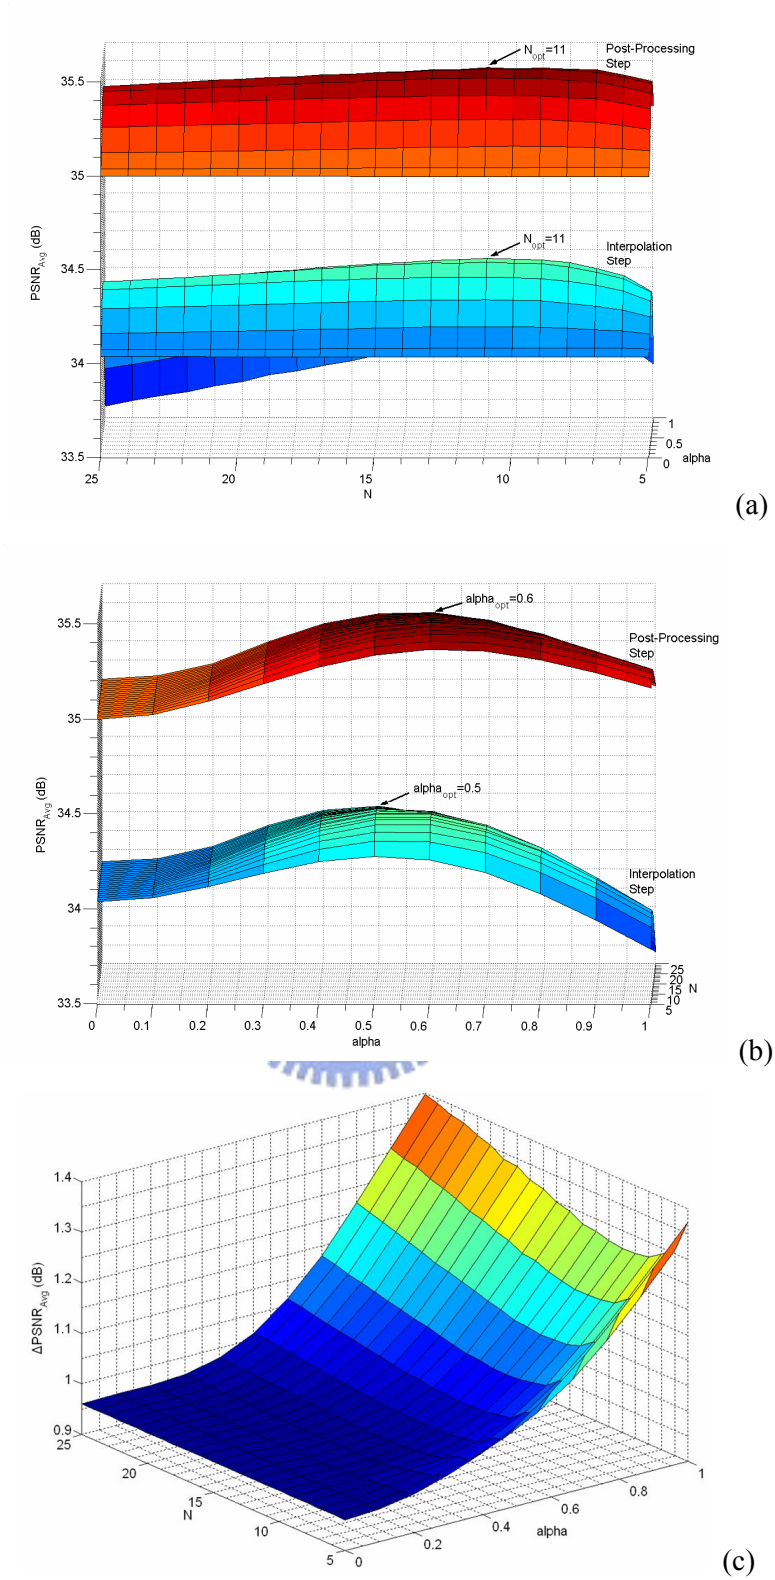 N_opt=11
Post-Processing
Step
35.5
35
N_opt=11
Interpolation
Step
34.5
34
33.5
PSNR_Avg (dB)
25
20
15
10
5
N
1
0.5
0
alpha
(a)
alpha_opt=0.6
35.5
Post-Processing
Step
35
alpha_opt=0.5
34.5
Interpolation
Step
34
33.5
PSNR_Avg (dB)
25
20
15
10
5
N
0
0.1
0.2
0.3
0.4
0.5
0.6
0.7
0.8
0.9
1
alpha
(b)
1.4
1.3
1.2
1.1
1
0.9
ΔPSNR_Avg (dB)
25
20
15
10
5
N
0
0.2
0.4
0.6
0.8
1
alpha
(c)